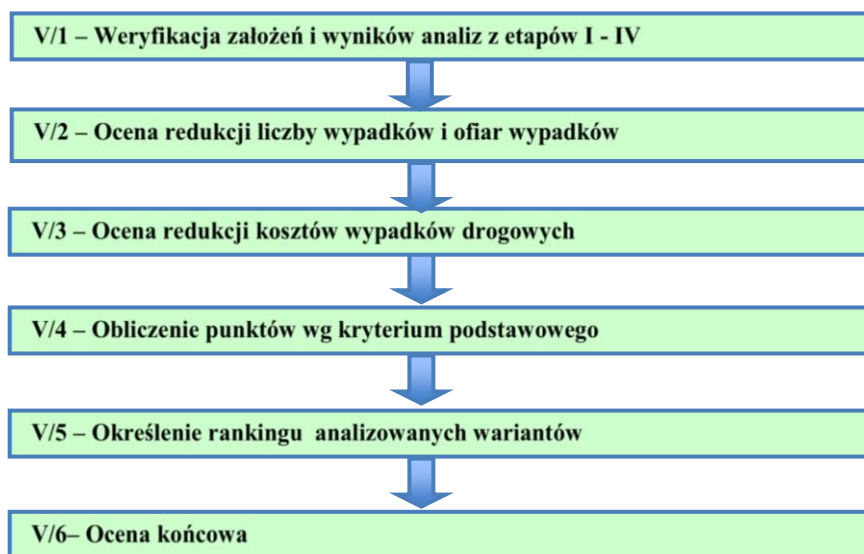 V/1 – Weryfikacja założeń i wyników analiz z etapów I - IV
V/2 – Ocena redukcji liczby wypadków i ofiar wypadków
V/3 – Ocena redukcji kosztów wypadków drogowych
V/4 – Obliczenie punktów wg kryterium podstawowego
V/5 – Określenie rankingu analizowanych wariantów
V/6– Ocena końcowa